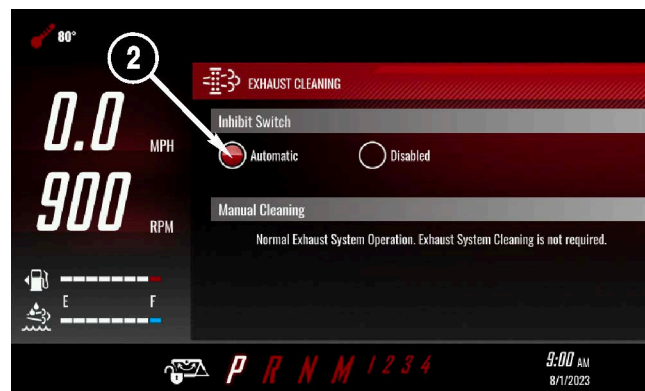 80°
2
EXHAUST CLEANING
Inhibit Switch
0.0 MPH
Automatic Disabled
900 RPM
Manual Cleaning
Normal Exhaust System Operation. Exhaust System Cleaning is not required.
E F
P R N M 1 2 3 4
9:00 AM
8/1/2023